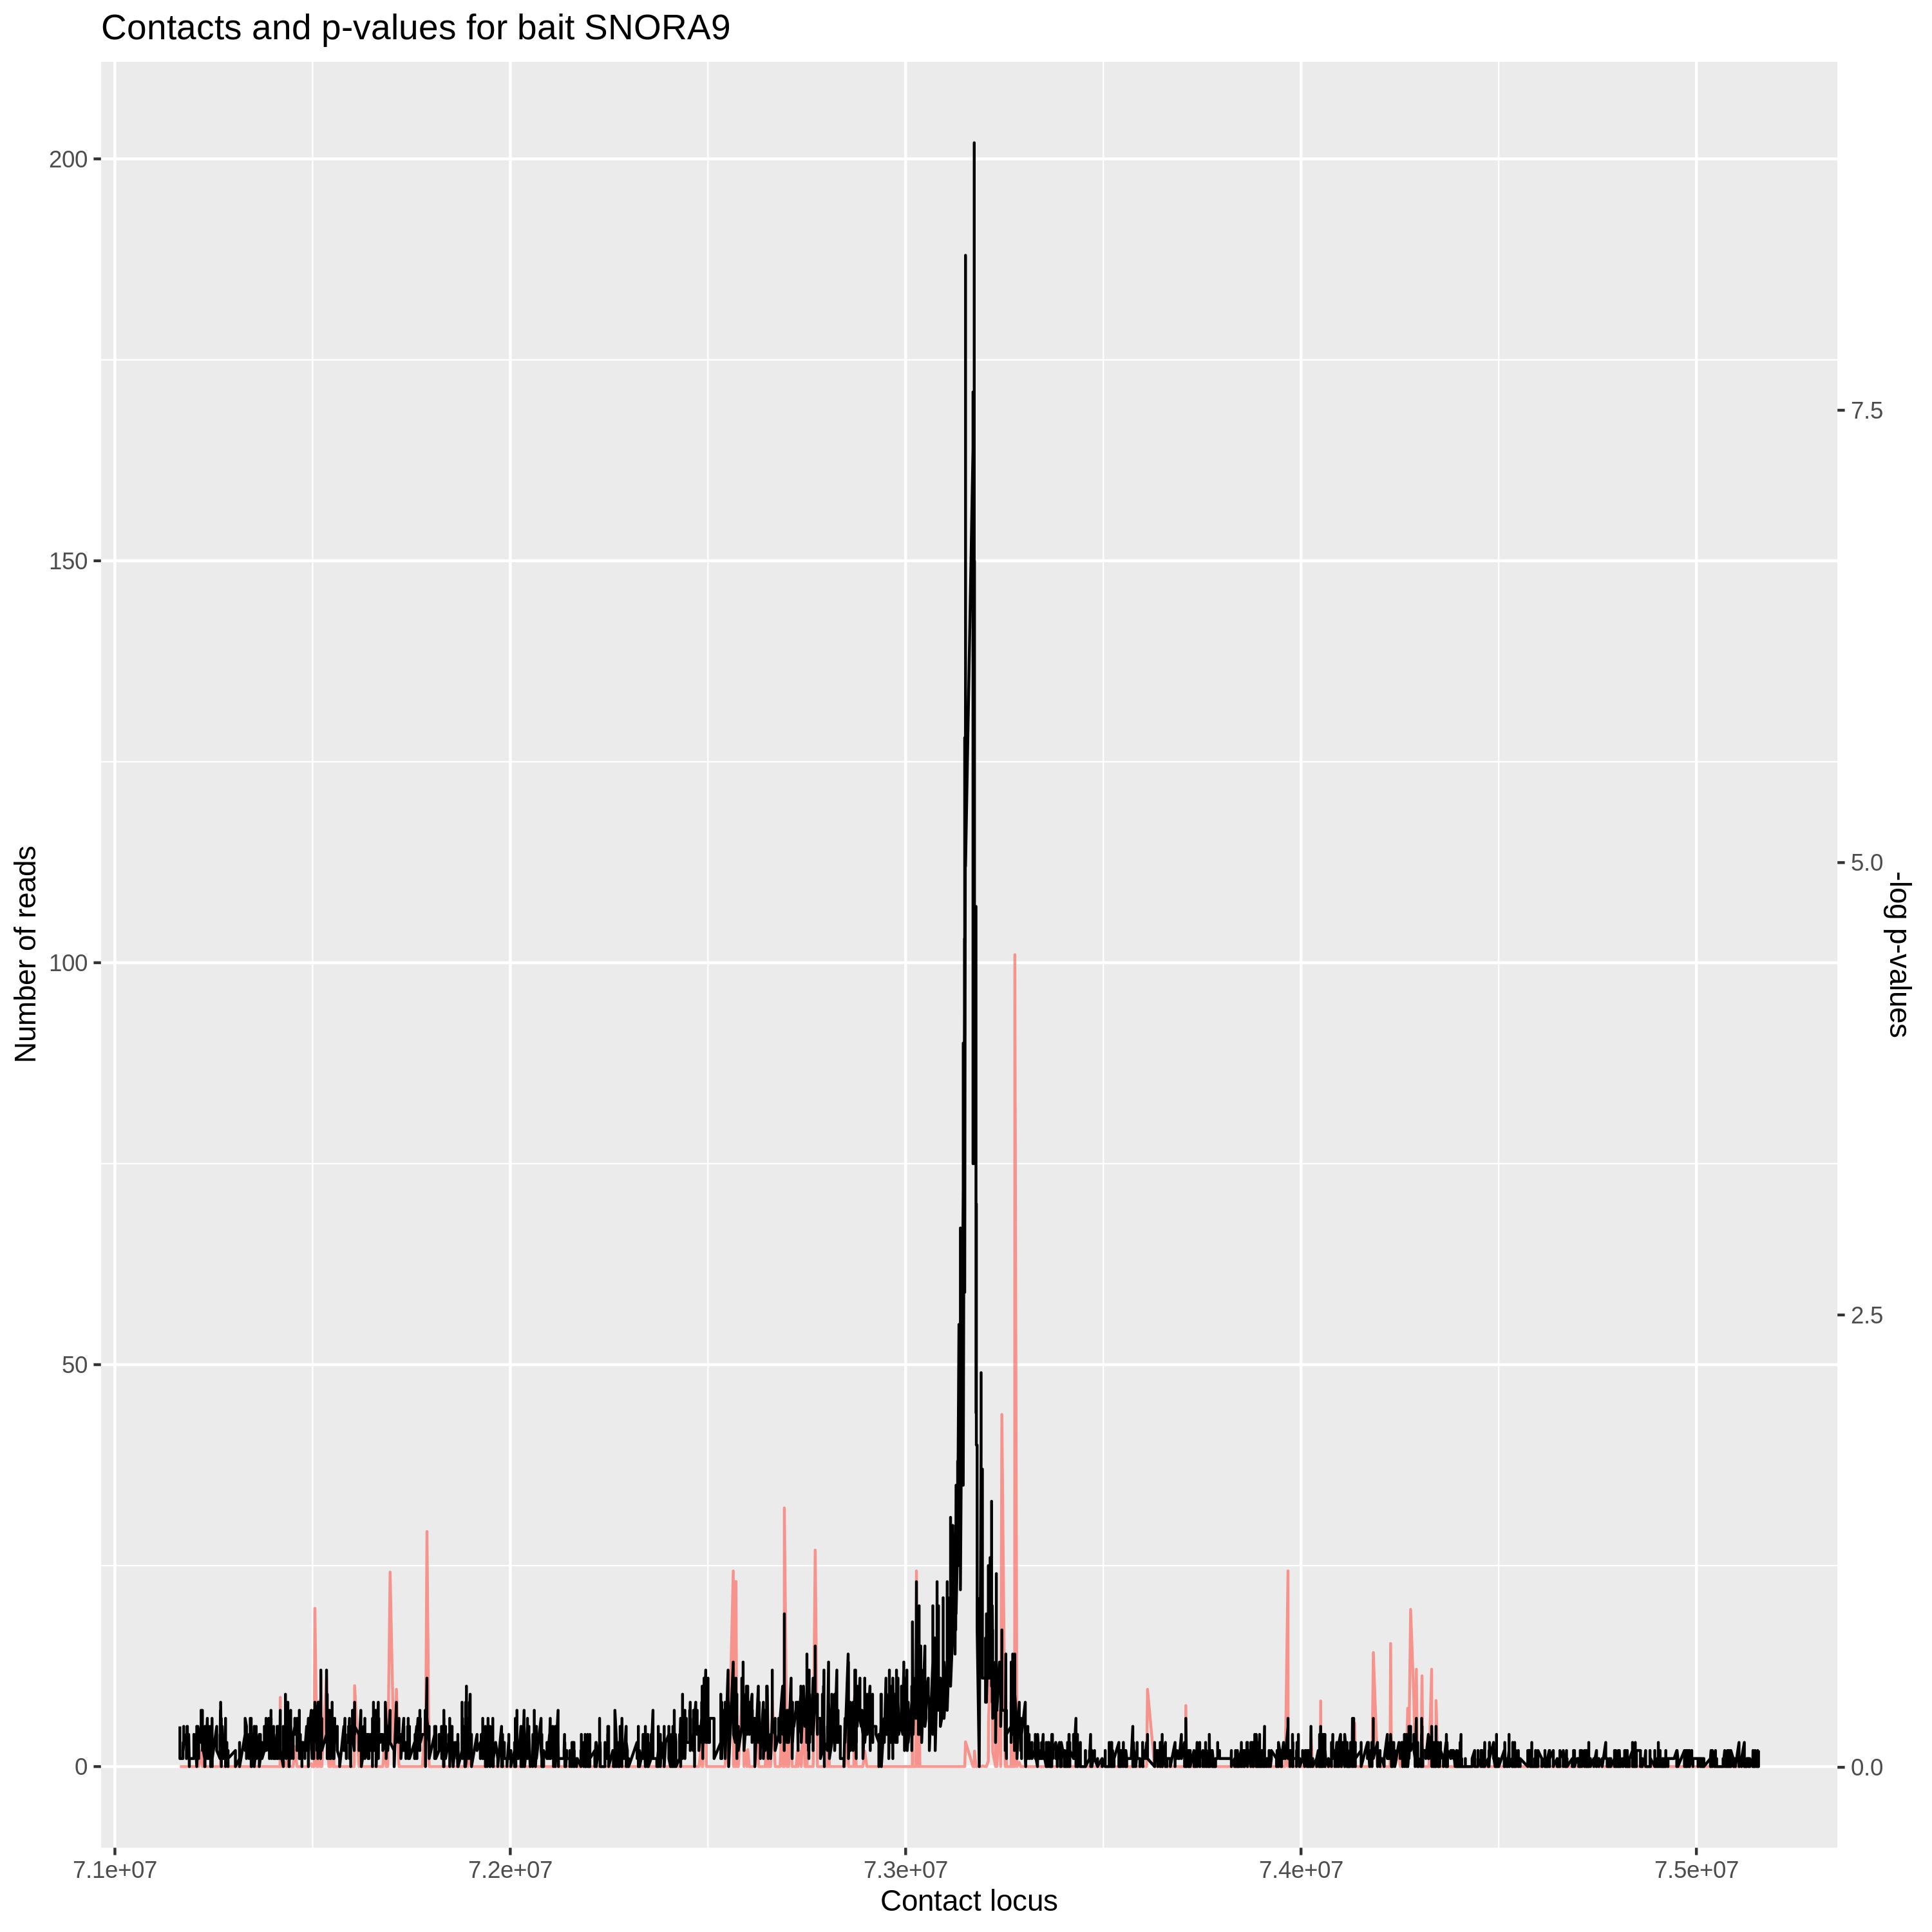 Contacts and p-values for bait SNORA9
200
150
100
50
0
Number of reads
7.5
5.0
2.5
0.0
-log p-values
7.1e+07 7.2e+07 7.3e+07 7.4e+07 7.5e+07
Contact locus